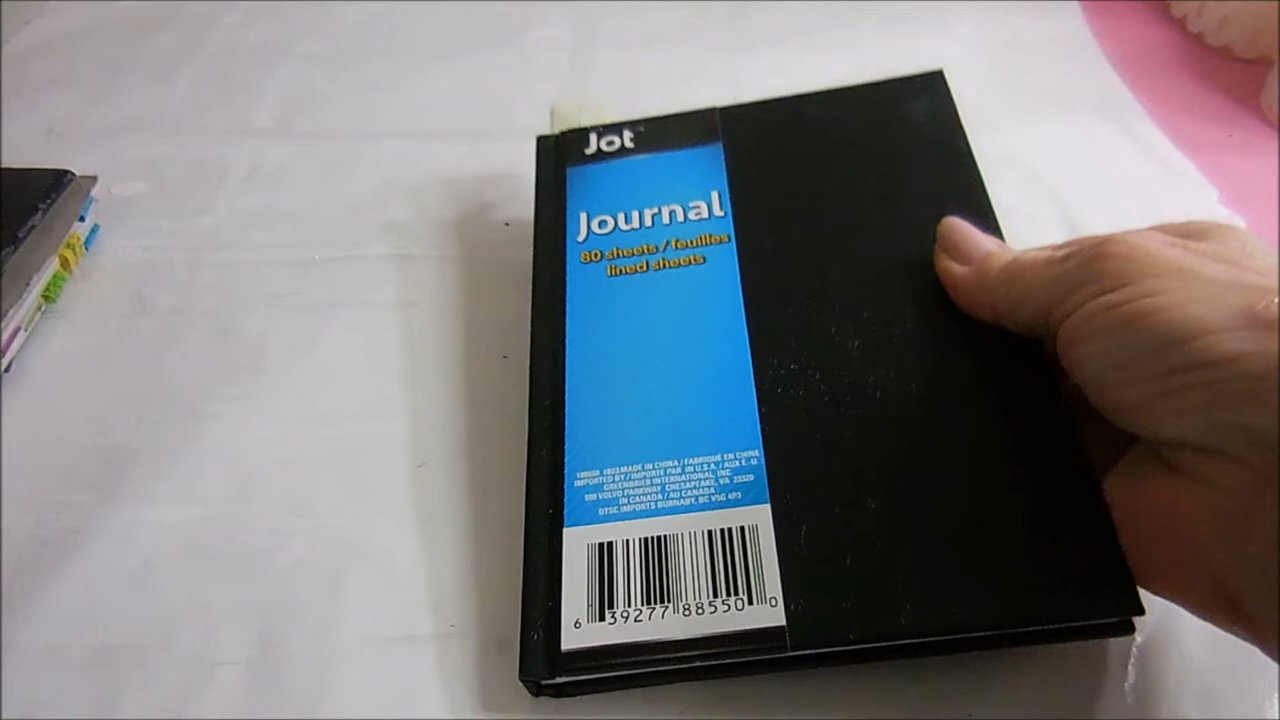 Jot
Journal
80 sheets / feuilles
lined sheets
188550 1803 MADE IN CHINA / FABRIQUÉ EN CHINE
IMPORTED BY / IMPORTÉ PAR IN U.S.A. / AUX É.-U.
GREENBRIER INTERNATIONAL, INC.
500 VOLVO PARKWAY CHESAPEAKE, VA 23320
IN CANADA / AU CANADA :
DTSC IMPORTS BURNABY, BC V5G 4P3
6 39277 88550 0